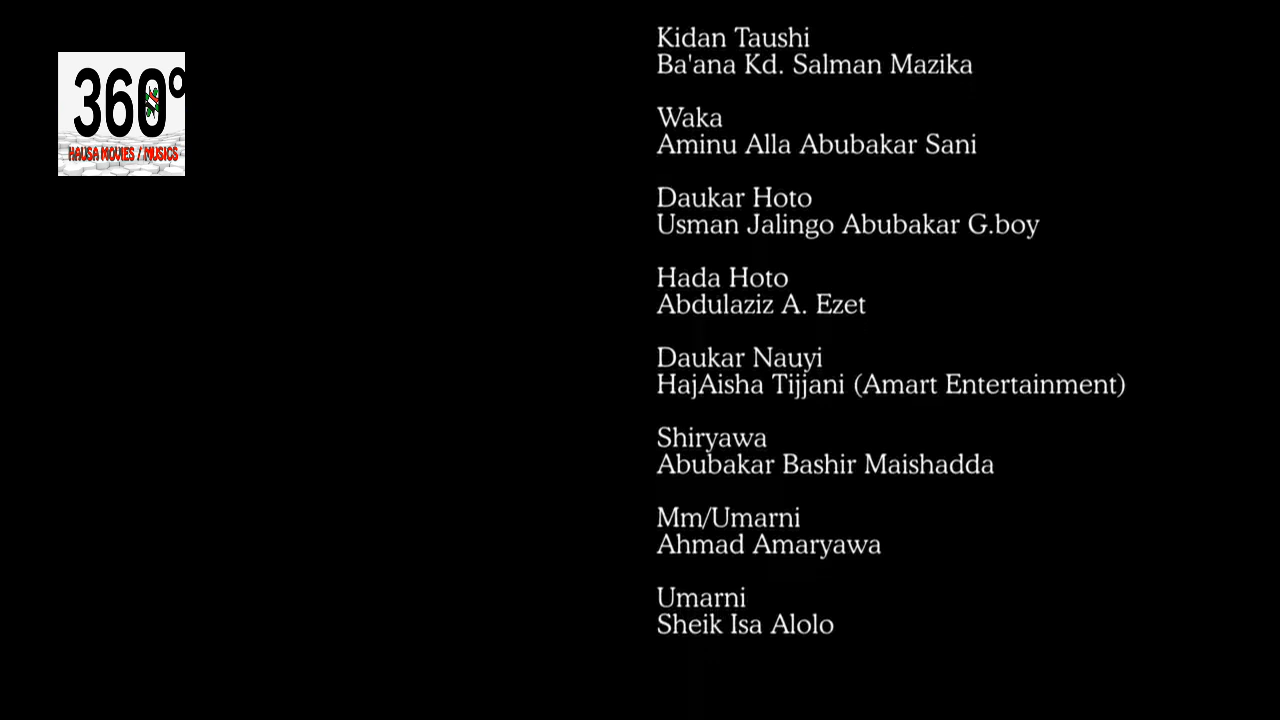 360°
HAUSA MOVIES / MUSICS
Kidan Taushi
Ba'ana Kd. Salman Mazika
Waka
Aminu Alla Abubakar Sani
Daukar Hoto
Usman Jalingo Abubakar G.boy
Hada Hoto
Abdulaziz A. Ezet
Daukar Nauyi
HajAisha Tijjani (Amart Entertainment)
Shiryawa
Abubakar Bashir Maishadda
Mm/Umarni
Ahmad Amaryawa
Umarni
Sheik Isa Alolo